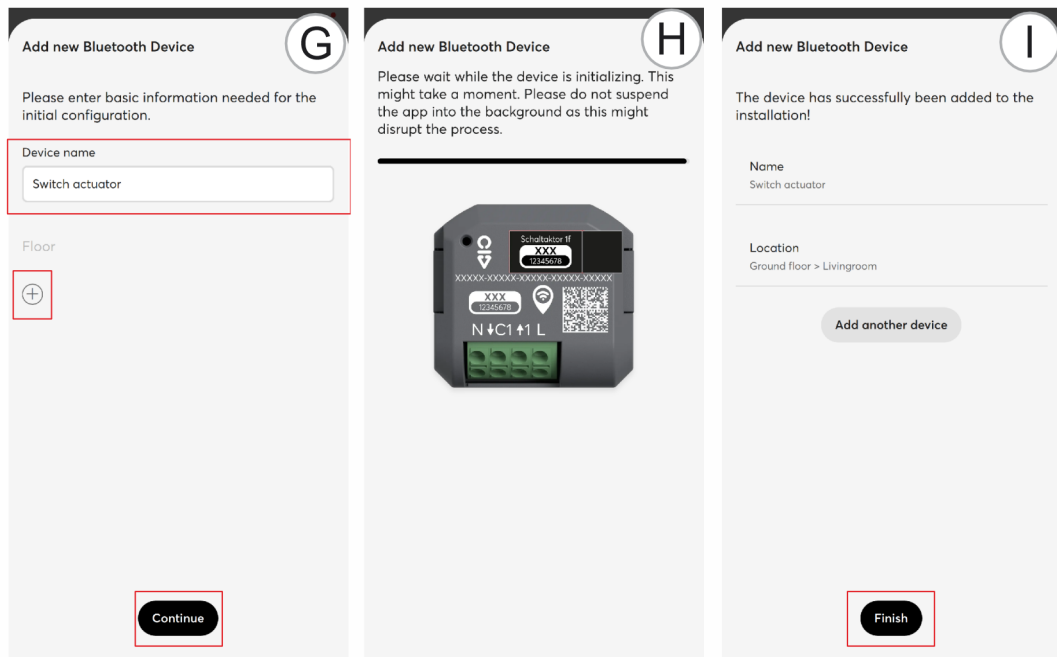 G
Add new Bluetooth Device
Please enter basic information needed for the
initial configuration.
Device name
Switch actuator
Floor
Continue
H
Add new Bluetooth Device
Please wait while the device is initializing. This
might take a moment. Please do not suspend
the app into the background as this might
disrupt the process.
Schaltaktor 1f
XXX
12345678
XXXXX-XXXXX-XXXXX-XXXXX-XXXXX
XXX
12345678
N C1 1 L
I
Add new Bluetooth Device
The device has successfully been added to the
installation!
Name
Switch actuator
Location
Ground floor > Livingroom
Add another device
Finish